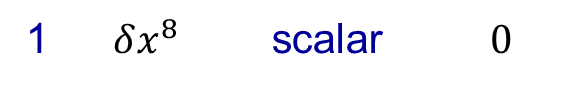 1 δx⁸ scalar 0